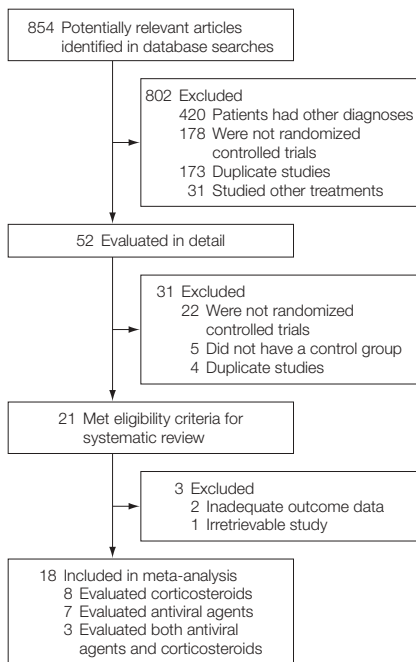 854 Potentially relevant articles
identified in database searches
802 Excluded
420 Patients had other diagnoses
178 Were not randomized
controlled trials
173 Duplicate studies
31 Studied other treatments
52 Evaluated in detail
31 Excluded
22 Were not randomized
controlled trials
5 Did not have a control group
4 Duplicate studies
21 Met eligibility criteria for
systematic review
3 Excluded
2 Inadequate outcome data
1 Irretrievable study
18 Included in meta-analysis
8 Evaluated corticosteroids
7 Evaluated antiviral agents
3 Evaluated both antiviral
agents and corticosteroids